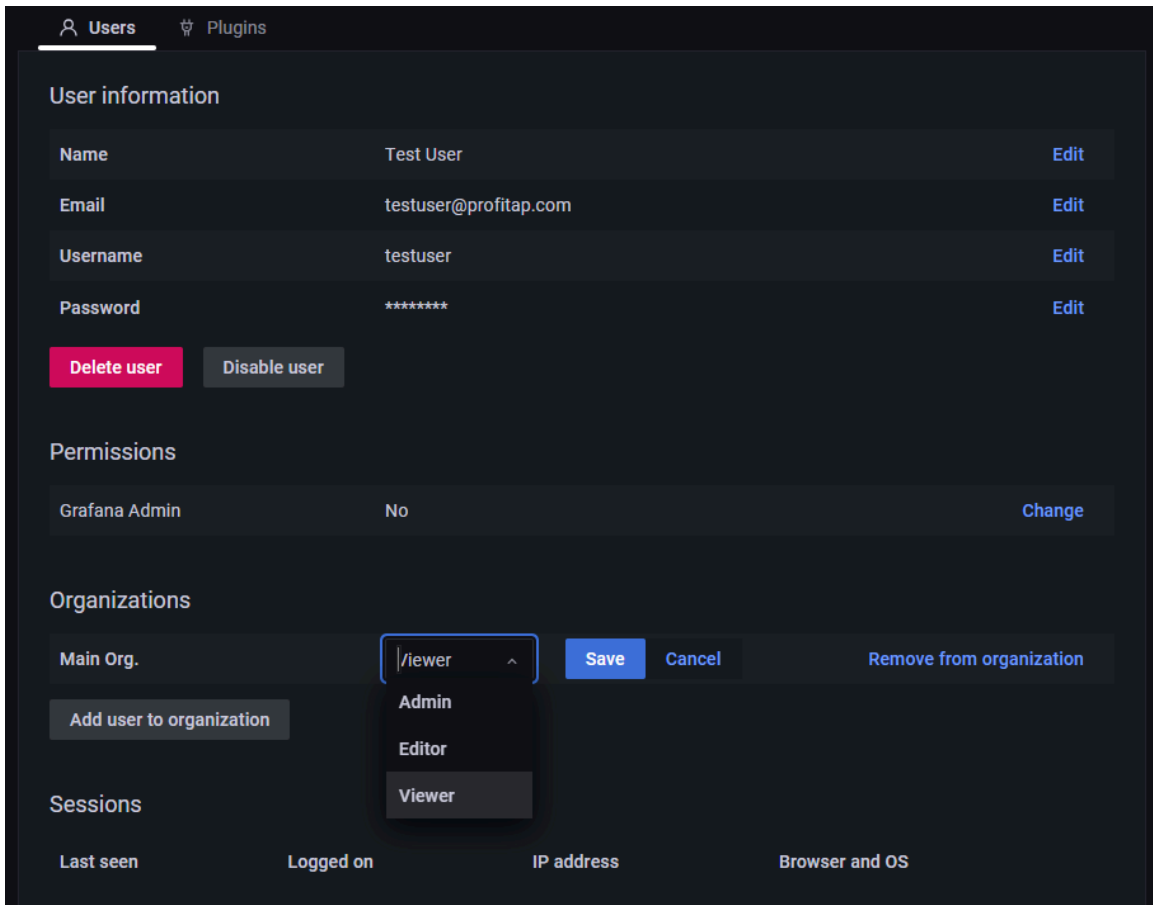 Users Plugins
User information
Name Test User Edit
Email testuser@profitap.com Edit
Username testuser Edit
Password ******** Edit
Delete user Disable user
Permissions
Grafana Admin No Change
Organizations
Main Org. Viewer Save Cancel Remove from organization
Admin
Add user to organization
Editor
Viewer
Sessions
Last seen Logged on IP address Browser and OS